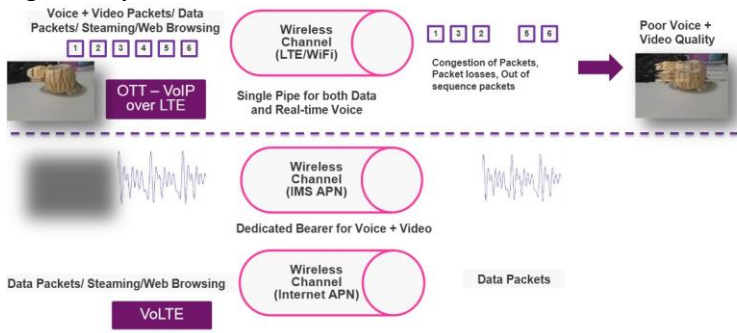 Voice + Video Packets/ Data
Packets/ Steaming/Web Browsing
1 2 3 4 5 6
OTT – VoIP
over LTE
Wireless
Channel
(LTE/WiFi)
Single Pipe for both Data
and Real-time Voice
1 3 2 5 6
Congestion of Packets,
Packet losses, Out of
sequence packets
Poor Voice +
Video Quality
Wireless
Channel
(IMS APN)
Dedicated Bearer for Voice + Video
Data Packets/ Steaming/Web Browsing
VoLTE
Wireless
Channel
(Internet APN)
Data Packets